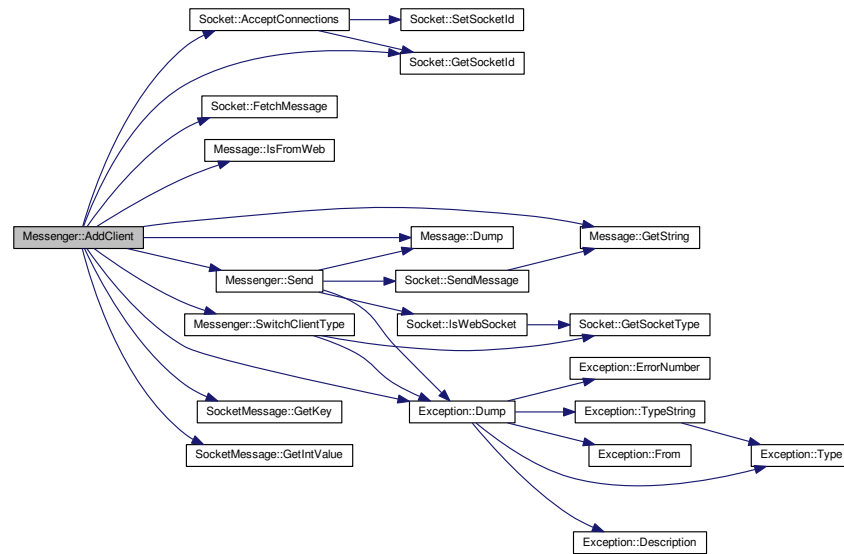 Socket::AcceptConnections
Socket::SetSocketId
Socket::GetSocketId
Socket::FetchMessage
Message::IsFromWeb
Messenger::AddClient
Message::Dump
Message::GetString
Messenger::Send
Socket::SendMessage
Messenger::SwitchClientType
Socket::IsWebSocket
Socket::GetSocketType
Exception::ErrorNumber
SocketMessage::GetKey
Exception::Dump
Exception::TypeString
SocketMessage::GetIntValue
Exception::From
Exception::Type
Exception::Description